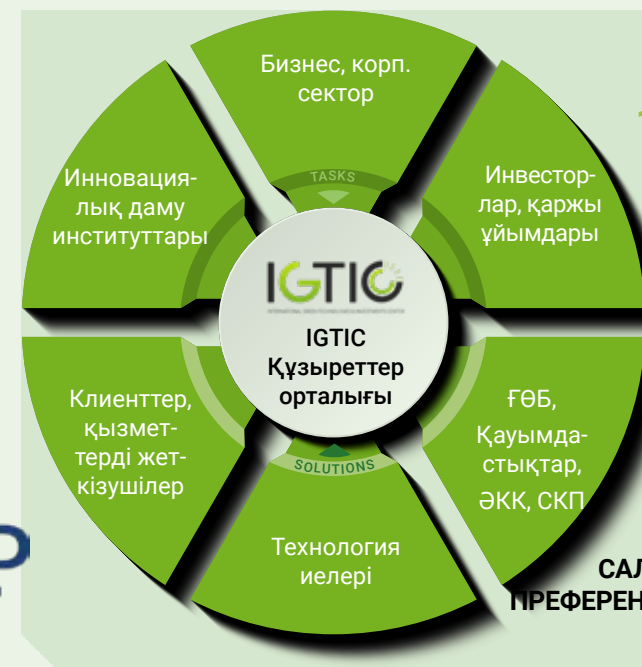 Бизнес, корп.
сектор
TASKS
Инновация-
лық даму
институттары
Инвестор-
лар, қаржы
ұйымдары
IGTIC
IGTIC
Құзыреттер
орталығы
Клиенттер,
қызмет-
терді жет-
кізушілер
ҒӨБ,
Қауымда-
стықтар,
ӘКК, СКП
SOLUTIONS
Технология
иелері
САЛ
ПРЕФЕРЕН